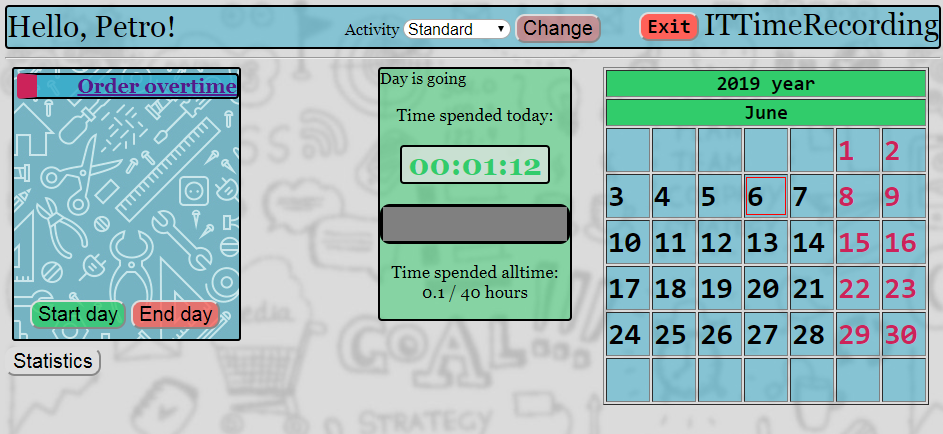 Hello, Petro!
Activity Standard Change
Exit ITTimeRecording
Order overtime
Start day End day
Statistics
Day is going
Time spended today:
00:01:12
Time spended alltime:
0.1 / 40 hours
2019 year
June
1 2
3 4 5 6 7 8 9
10 11 12 13 14 15 16
17 18 19 20 21 22 23
24 25 26 27 28 29 30
GOAL...
STRATEGY